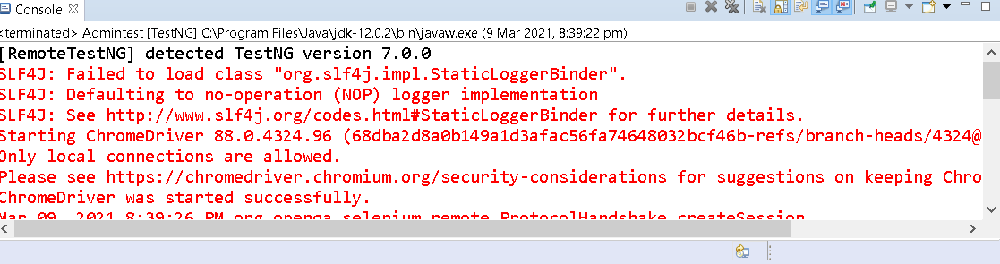 Console
<terminated> Admintest [TestNG] C:\Program Files\Java\jdk-12.0.2\bin\javaw.exe (9 Mar 2021, 8:39:22 pm)
[RemoteTestNG] detected TestNG version 7.0.0
SLF4J: Failed to load class "org.slf4j.impl.StaticLoggerBinder".
SLF4J: Defaulting to no-operation (NOP) logger implementation
SLF4J: See http://www.slf4j.org/codes.html#StaticLoggerBinder for further details.
Starting ChromeDriver 88.0.4324.96 (68dba2d8a0b149a1d3afac56fa74648032bcf46b-refs/branch-heads/4324@
Only local connections are allowed.
Please see https://chromedriver.chromium.org/security-considerations for suggestions on keeping Chro
ChromeDriver was started successfully.
Mar 09, 2021 8:39:26 PM org.openqa.selenium.remote.ProtocolHandshake createSession